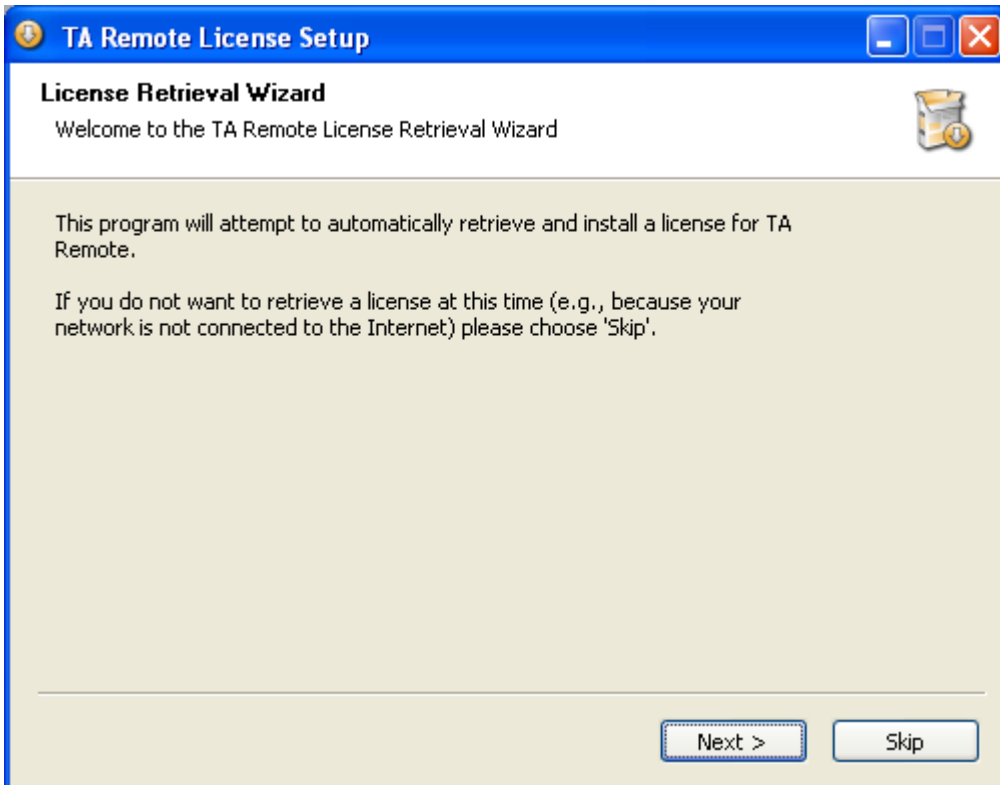 TA Remote License Setup
License Retrieval Wizard
Welcome to the TA Remote License Retrieval Wizard
This program will attempt to automatically retrieve and install a license for TA
Remote.
If you do not want to retrieve a license at this time (e.g., because your
network is not connected to the Internet) please choose 'Skip'.
Next >
Skip